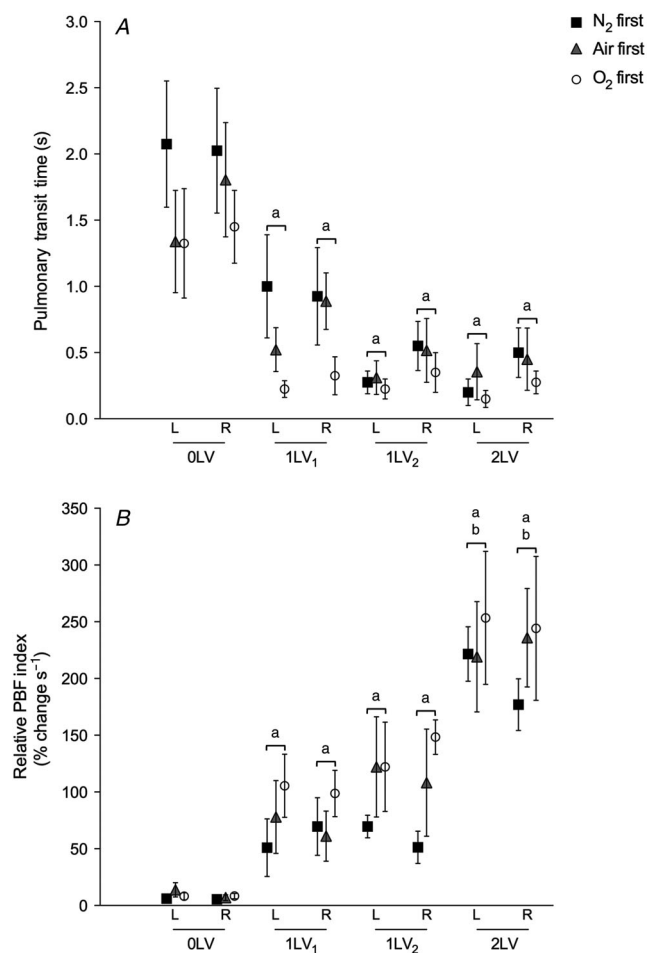 A
N₂ first
Air first
O₂ first
Pulmonary transit time (s)
3.0
2.5
2.0
1.5
1.0
0.5
0.0
a a a a a a
L R L R L R L R
0LV 1LV₁ 1LV₂ 2LV
B
Relative PBF index
(% change s⁻¹)
350
300
250
200
150
100
50
0
a a
b b
a a a a
L R L R L R L R
0LV 1LV₁ 1LV₂ 2LV